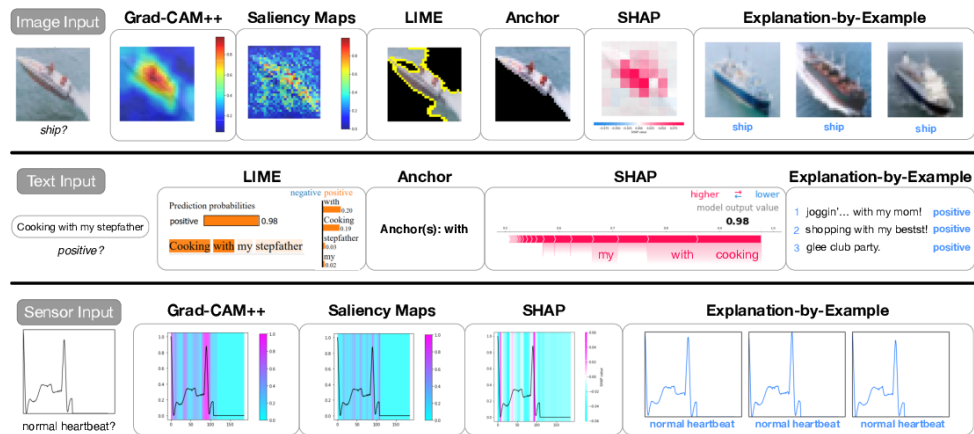 Image Input
Grad-CAM++
Saliency Maps
LIME
Anchor
SHAP
Explanation-by-Example
ship?
ship
ship
ship
Text Input
LIME
Anchor
SHAP
Explanation-by-Example
Cooking with my stepfather
positive?
Prediction probabilities
positive 0.98
Cooking with my stepfather
negative positive
with
0.20
Cooking
0.19
stepfather
0.03
my
0.02
Anchor(s): with
higher ⇄ lower
model output value
0.98
my with cooking
1 joggin'... with my mom! positive
2 shopping with my bestst! positive
3 glee club party. positive
Sensor Input
Grad-CAM++
Saliency Maps
SHAP
Explanation-by-Example
normal heartbeat?
SHAP value
normal heartbeat
normal heartbeat
normal heartbeat